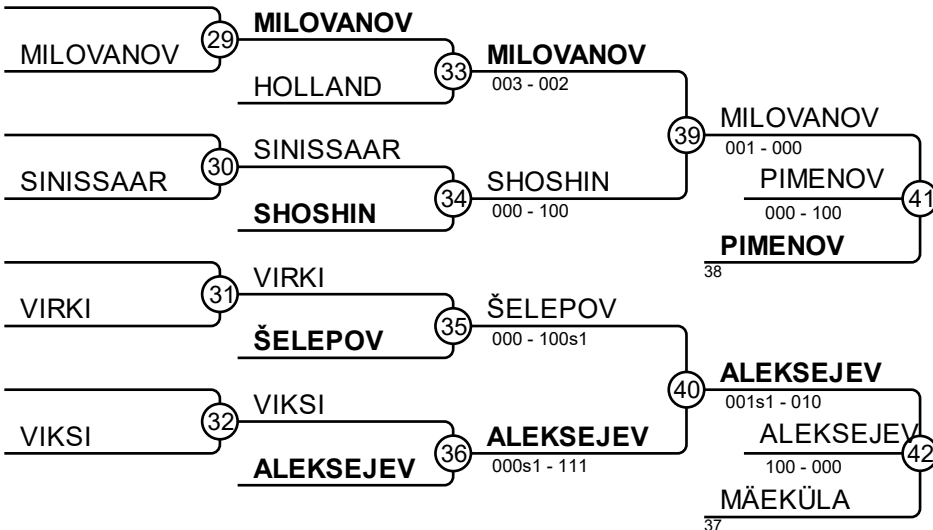 MILOVANOV
29
MILOVANOV
HOLLAND
33
MILOVANOV
003 - 002
SINISSAAR
30
SINISSAAR
SHOSHIN
34
SHOSHIN
000 - 100
39
MILOVANOV
001 - 000
PIMENOV
000 - 100
41
PIMENOV
38
VIRKI
31
VIRKI
ŠELEPOV
35
ŠELEPOV
000 - 100s1
VIKSI
32
VIKSI
ALEKSEJEV
36
ALEKSEJEV
000s1 - 111
40
ALEKSEJEV
001s1 - 010
ALEKSEJEV
100 - 000
42
MÄEKÜLA
37